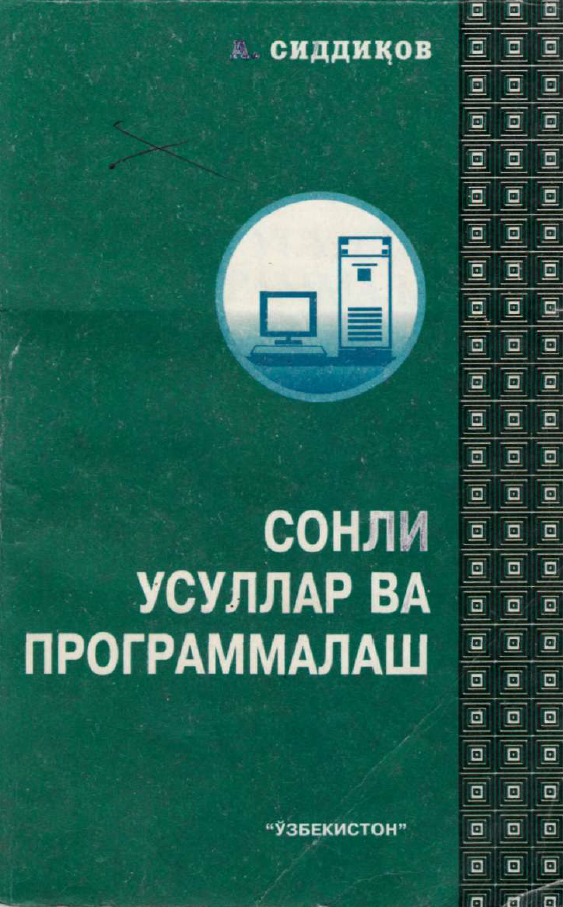 А. СИДДИҚОВ
СОНЛИ
УСУЛЛАР ВА
ПРОГРАММАЛАШ
“ЎЗБЕКИСТОН”